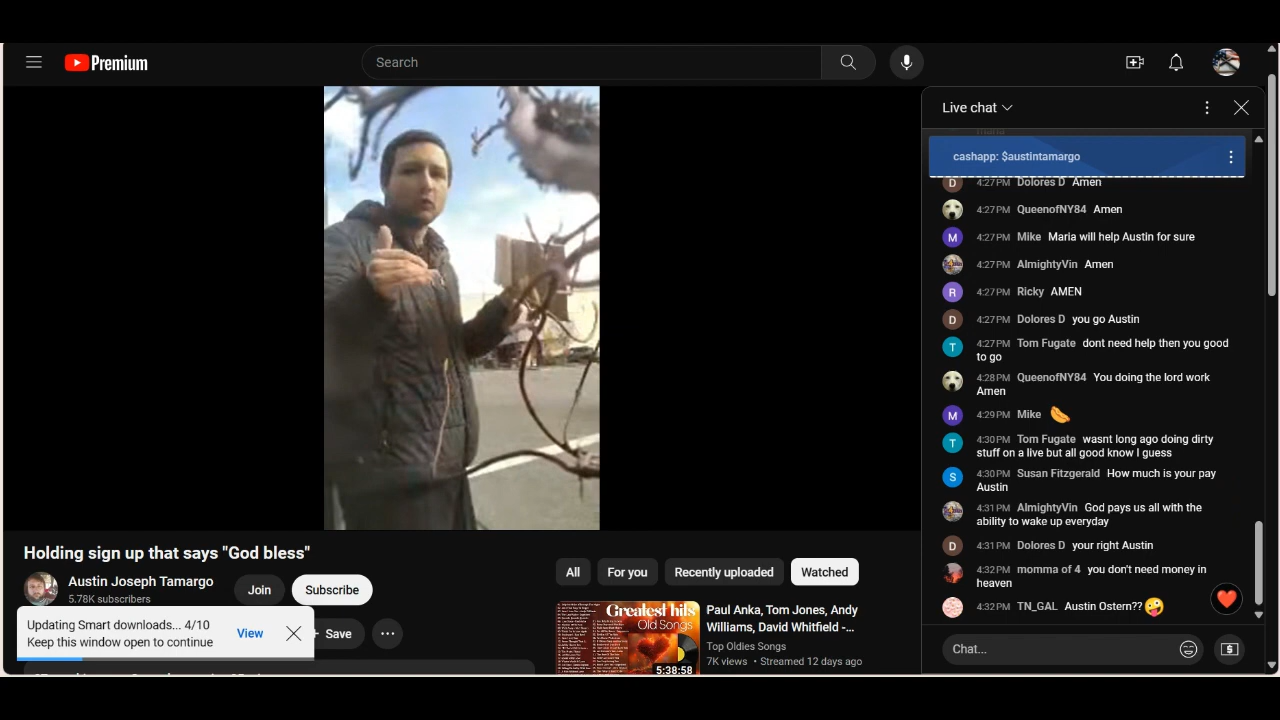 Premium
Search
Live chat
cashapp: $austintamargo
4:27 PM Dolores D Amen
4:27 PM QueenofNY84 Amen
M 4:27 PM Mike Maria will help Austin for sure
4:27 PM AlmightyVin Amen
R 4:27 PM Ricky AMEN
D 4:27 PM Dolores D you go Austin
T 4:27 PM Tom Fugate dont need help then you good
to go
4:28 PM QueenofNY84 You doing the lord work
Amen
M 4:29 PM Mike
T 4:30 PM Tom Fugate wasnt long ago doing dirty
stuff on a live but all good know I guess
S 4:30 PM Susan Fitzgerald How much is your pay
Austin
4:31 PM AlmightyVin God pays us all with the
ability to wake up everyday
D 4:31 PM Dolores D your right Austin
4:32 PM momma of 4 you don't need money in
heaven
4:32 PM TN_GAL Austin Ostern??
Chat...
Holding sign up that says "God bless"
Austin Joseph Tamargo
5.78K subscribers
Join
Subscribe
Updating Smart downloads... 4/10
Keep this window open to continue
View
Save
All
For you
Recently uploaded
Watched
Greatest hits
Old Songs
5:38:58
Paul Anka, Tom Jones, Andy
Williams, David Whitfield -...
Top Oldies Songs
7K views • Streamed 12 days ago